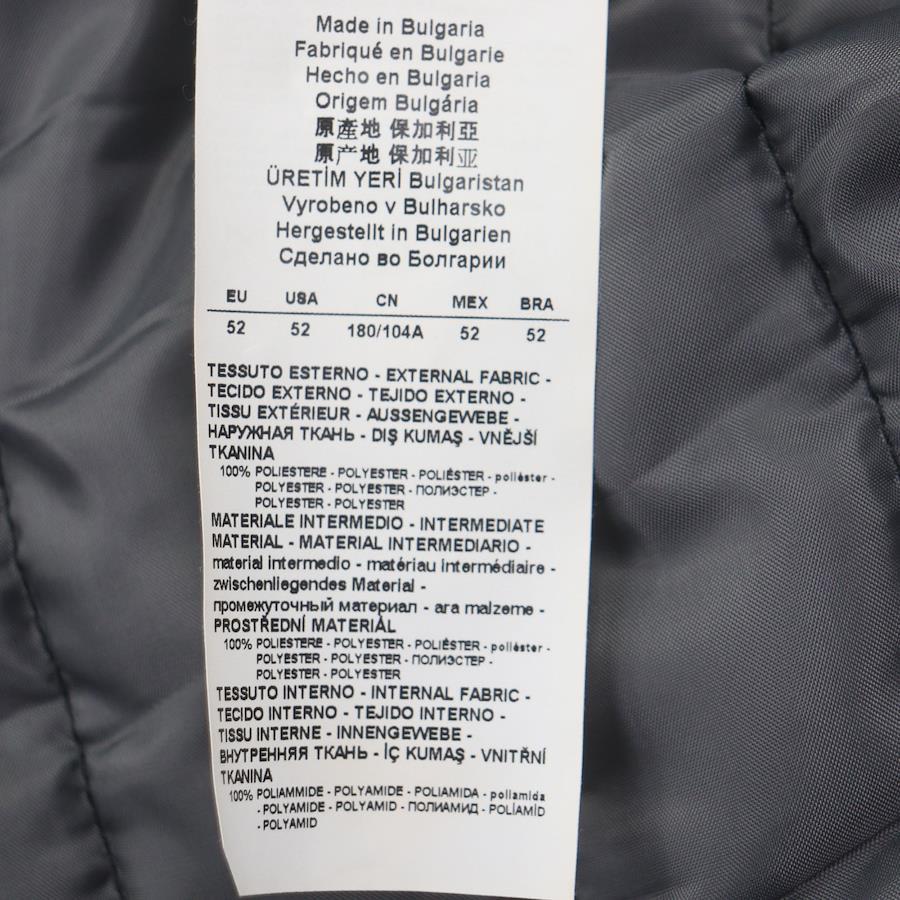 Made in Bulgaria
Fabriqué en Bulgarie
Hecho en Bulgaria
Origem Bulgária
原產地 保加利亞
原产地 保加利亚
ÜRETİM YERİ Bulgaristan
Vyrobeno v Bulharsko
Hergestellt in Bulgarien
Сделано во Болгарии
EU USA CN MEX BRA
52 52 180/104A 52 52
TESSUTO ESTERNO - EXTERNAL FABRIC -
TECIDO EXTERNO - TEJIDO EXTERNO -
TISSU EXTÉRIEUR - AUSSENGEWEBE -
НАРУЖНАЯ ТКАНЬ - DIŞ KUMAŞ - VNĚJŠÍ
TKANINA
100% POLIESTERE - POLYESTER - POLIÉSTER - poliéster -
POLYESTER - POLYESTER - ПОЛИЭСТЕР -
POLYESTER - POLYESTER
MATERIALE INTERMEDIO - INTERMEDIATE
MATERIAL - MATERIAL INTERMEDIARIO -
material intermedio - matériau intermédiaire -
zwischenliegendes Material -
промежуточный материал - ara malzeme -
PROSTŘEDNÍ MATERIÁL
100% POLIESTERE - POLYESTER - POLIÉSTER - poliéster -
POLYESTER - POLYESTER - ПОЛИЭСТЕР -
POLYESTER - POLYESTER
TESSUTO INTERNO - INTERNAL FABRIC -
TECIDO INTERNO - TEJIDO INTERNO -
TISSU INTERNE - INNENGEWEBE -
ВНУТРЕННЯЯ ТКАНЬ - İÇ KUMAŞ - VNITŘNÍ
TKANINA
100% POLIAMMIDE - POLYAMIDE - POLIAMIDA - poliamida
- POLYAMIDE - POLYAMID - ПОЛИАМИД - POLİAMİD
- POLYAMID